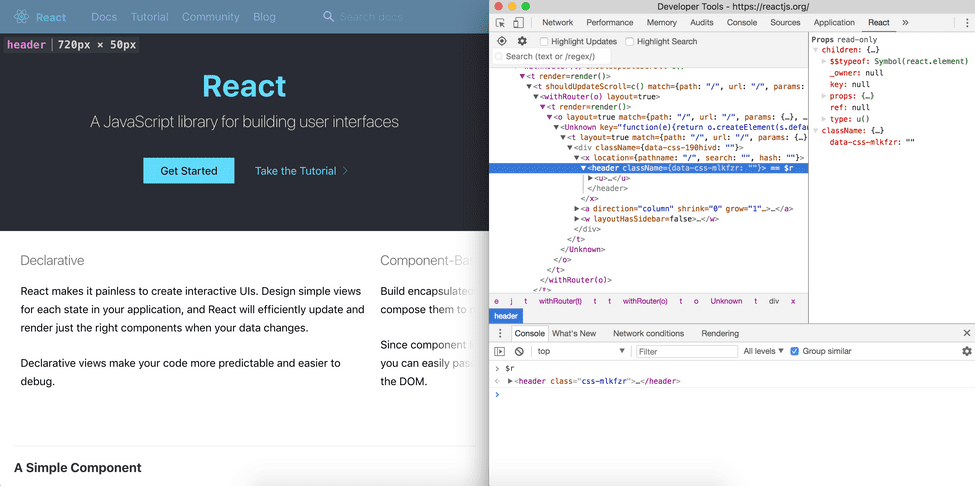 React Docs Tutorial Community Blog Search docs
header 720px × 50px
React
A JavaScript library for building user interfaces
Get Started Take the Tutorial
Declarative
React makes it painless to create interactive UIs. Design simple views
for each state in your application, and React will efficiently update and
render just the right components when your data changes.
Declarative views make your code more predictable and easier to
debug.
Component-Ba
Build encapsulated
compose them to
Since component
you can easily pas
the DOM.
A Simple Component
Developer Tools - https://reactjs.org/
Network Performance Memory Audits Console Sources Application React »
Highlight Updates Highlight Search
Search (text or /regex/)
▼<t render=render()>
▼<t shouldUpdateScroll=c() match={path: "/", url: "/", params:
▼<withRouter(o) layout=true>
▼<t render=render()>
▼<o layout=true match={path: "/", url: "/", params: {…}, …
▼<Unknown key="function(e){return o.createElement(s.defau
▼<t layout=true match={path: "/", url: "/", params: {…}
▼<div className={data-css-190hivd: ""}>
▼<x location={pathname: "/", search: "", hash: ""}>
▼<header className={data-css-mlkfzr: ""}> == $r
▶<u>…</u>
</header>
</x>
▶<a direction="column" shrink="0" grow="1"…>…</a>
▶<w layoutHasSidebar=false>…</w>
</div>
</t>
</Unknown>
</o>
</t>
</withRouter(o)>
</t>
e j t withRouter(t) t t withRouter(o) t o Unknown t div x
header
Props read-only
▼ children: {…}
▶ $$typeof: Symbol(react.element)
_owner: null
key: null
▶ props: {…}
ref: null
▶ type: u()
▼ className: {…}
data-css-mlkfzr: ""
Console What's New Network conditions Rendering
top ▼ Filter All levels ▼ Group similar
> $r
<· ▶<header class="css-mlkfzr">…</header>
>